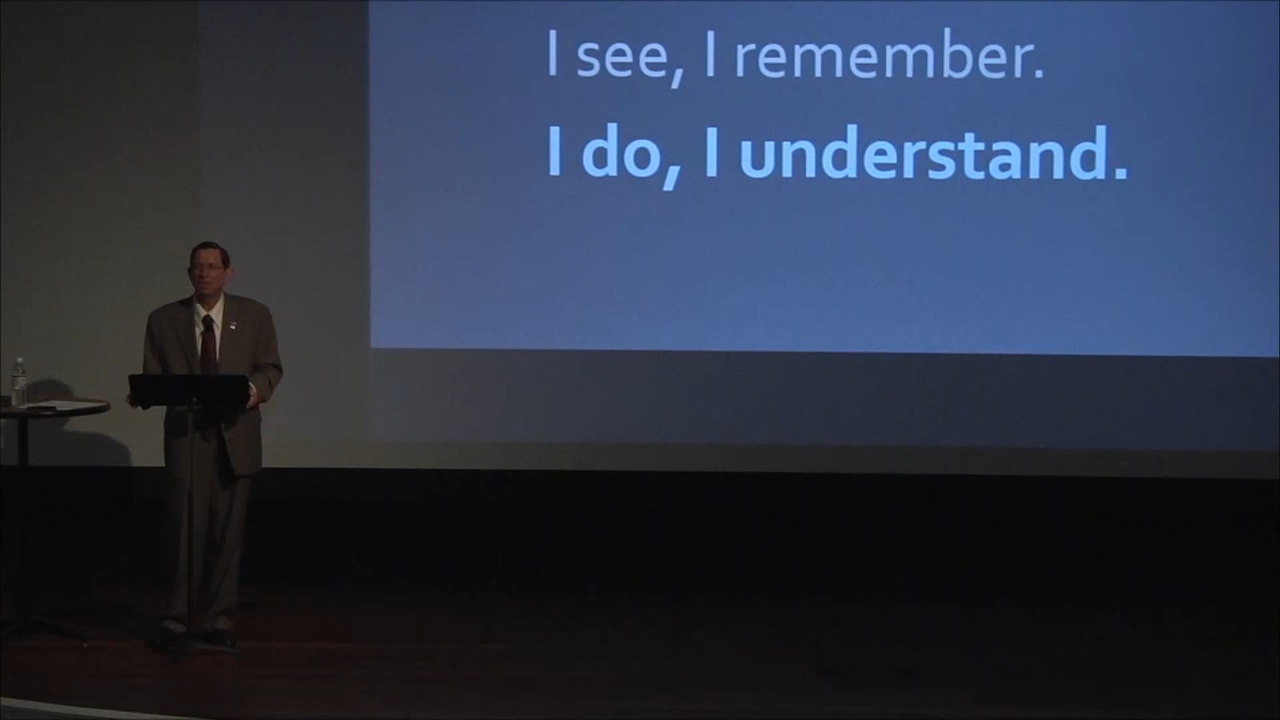 I see, I remember.
I do, I understand.